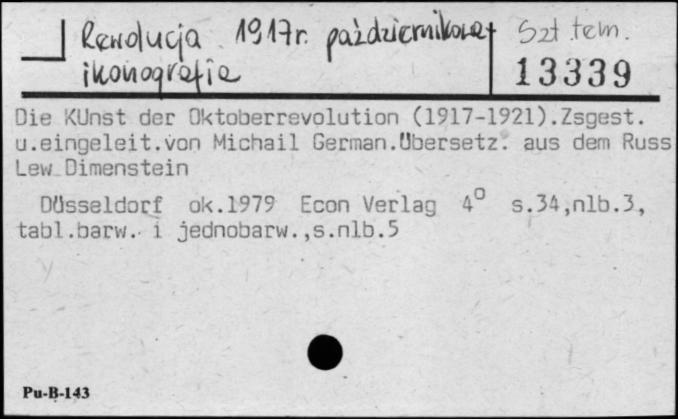 Rewolucja 1917r. październikowa Szt tem.
ikonografia 13339
Die KUnst der Oktoberrevolution (1917-1921).Zsgest.
u.eingeleit.von Michail German.Übersetz. aus dem Russ
Lew Dimenstein
DÜsseldorf ok.1979 Econ Verlag 4° s.34,nlb.3,
tabl.barw. i jednobarw.,s.nlb.5
Pu-B-143